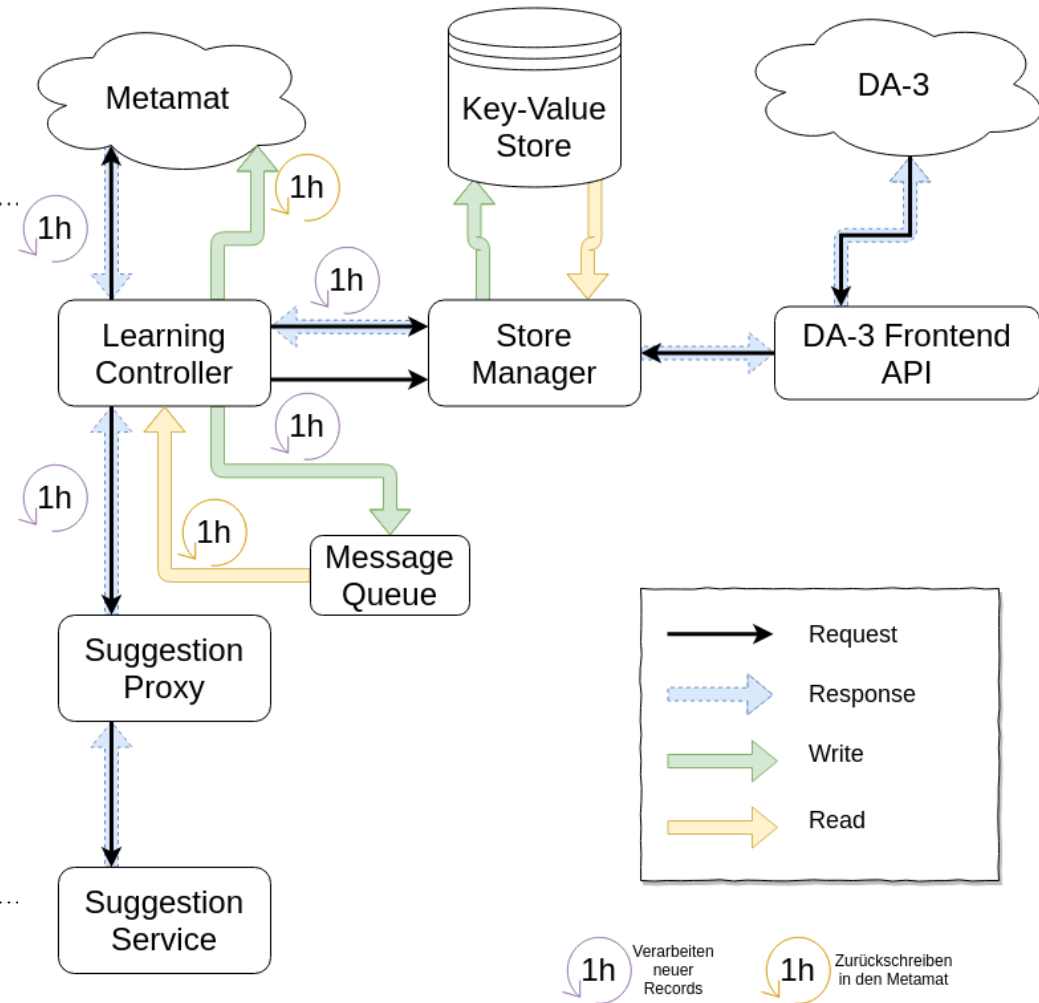 Metamat
Key-Value
Store
DA-3
1h
1h
...
1h
Learning
Controller
Store
Manager
DA-3 Frontend
API
1h
1h
1h
Message
Queue
Suggestion
Proxy
Request
Response
Write
Read
...
Suggestion
Service
1h
Verarbeiten
neuer
Records
1h
Zurückschreiben
in den Metamat